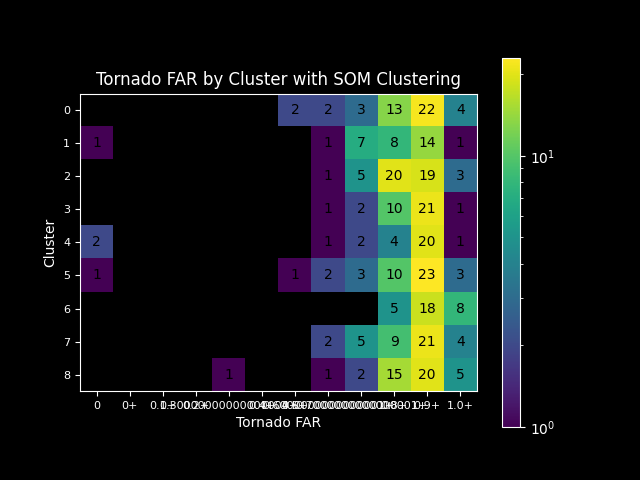 Tornado FAR by Cluster with SOM Clustering
0 2 2 3 13 22 4
1 1 1 7 8 14 1
2 1 5 20 19 3
3 1 2 10 21 1
4 2 1 2 4 20 1
5 1 1 2 3 10 23 3
6 5 18 8
7 2 5 9 21 4
8 1 1 2 15 20 5
Cluster
0 0+ 0.9+ 1.0+
Tornado FAR
10¹
10⁰